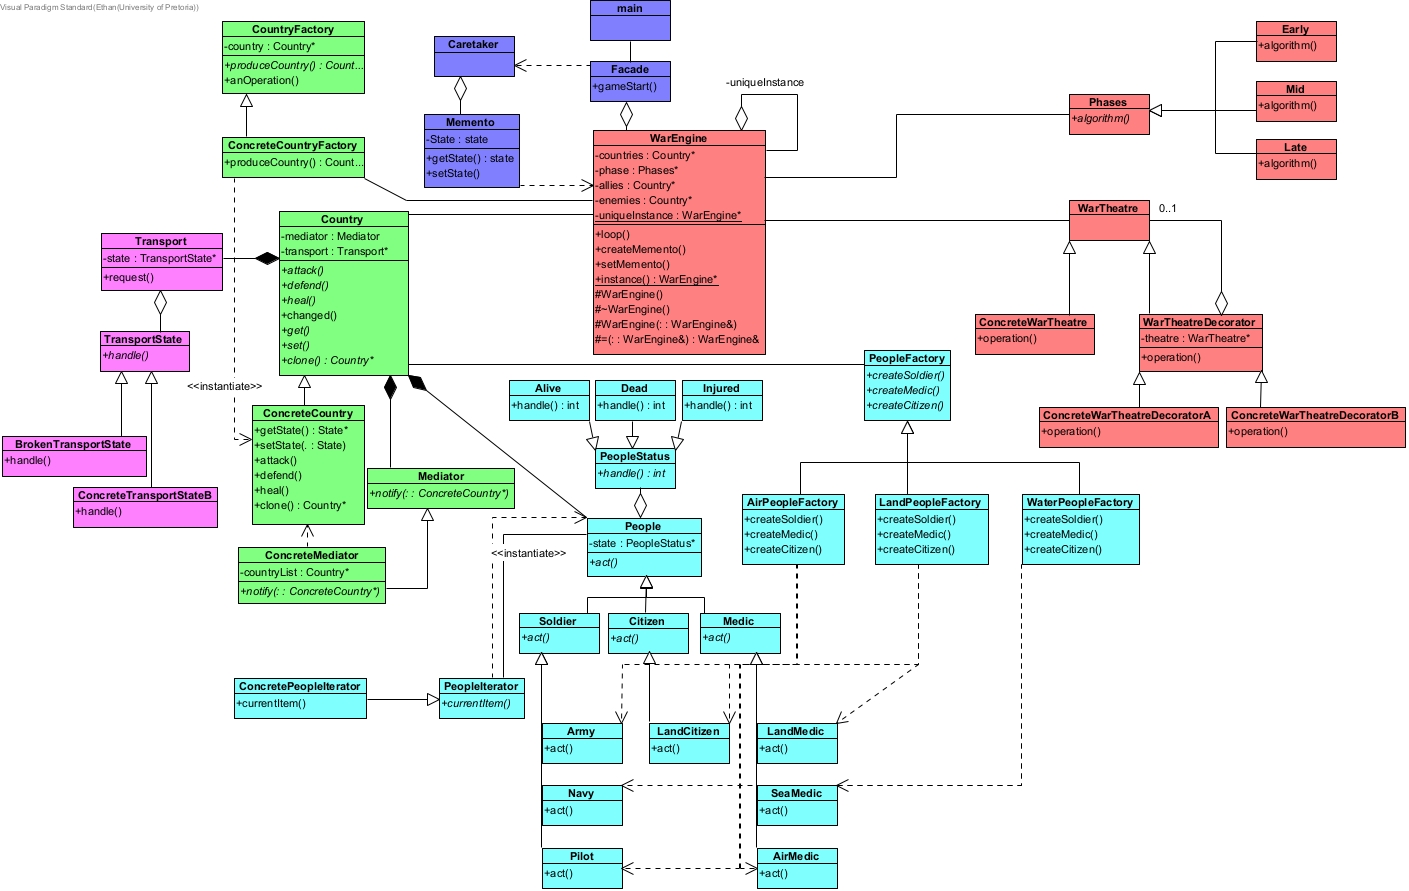 Visual Paradigm Standard(Ethan(University of Pretoria))
CountryFactory
-country : Country*
+produceCountry() : Count...
+anOperation()
ConcreteCountryFactory
+produceCountry() : Count...
Transport
-state : TransportState*
+request()
TransportState
+handle()
BrokenTransportState
+handle()
ConcreteTransportStateB
+handle()
<<instantiate>>
Country
-mediator : Mediator
-transport : Transport*
+attack()
+defend()
+heal()
+changed()
+get()
+set()
+clone() : Country*
ConcreteCountry
+getState() : State*
+setState( : State)
+attack()
+defend()
+heal()
+clone() : Country*
ConcreteMediator
-countryList : Country*
+notify( : ConcreteCountry*)
Mediator
+notify( : ConcreteCountry*)
ConcretePeopleIterator
+currentItem()
PeopleIterator
+currentItem()
<<instantiate>>
Caretaker
Memento
-State : state
+getState() : state
+setState()
main
Facade
+gameStart()
WarEngine
-countries : Country*
-phase : Phases*
-allies : Country*
-enemies : Country*
-uniqueInstance : WarEngine*
+loop()
+createMemento()
+setMemento()
+instance() : WarEngine*
#WarEngine()
#~WarEngine()
#WarEngine( : WarEngine&)
#=( : WarEngine&) : WarEngine&
-uniqueInstance
Alive
+handle() : int
Dead
+handle() : int
Injured
+handle() : int
PeopleStatus
+handle() : int
People
-state : PeopleStatus*
+act()
Soldier
+act()
Citizen
+act()
Medic
+act()
Army
+act()
Navy
+act()
Pilot
+act()
LandCitizen
+act()
LandMedic
+act()
SeaMedic
+act()
AirMedic
+act()
AirPeopleFactory
+createSoldier()
+createMedic()
+createCitizen()
LandPeopleFactory
+createSoldier()
+createMedic()
+createCitizen()
WaterPeopleFactory
+createSoldier()
+createMedic()
+createCitizen()
PeopleFactory
+createSoldier()
+createMedic()
+createCitizen()
ConcreteWarTheatre
+operation()
WarTheatre
0..1
WarTheatreDecorator
-theatre : WarTheatre*
+operation()
ConcreteWarTheatreDecoratorA
+operation()
ConcreteWarTheatreDecoratorB
+operation()
Phases
+algorithm()
Early
+algorithm()
Mid
+algorithm()
Late
+algorithm()